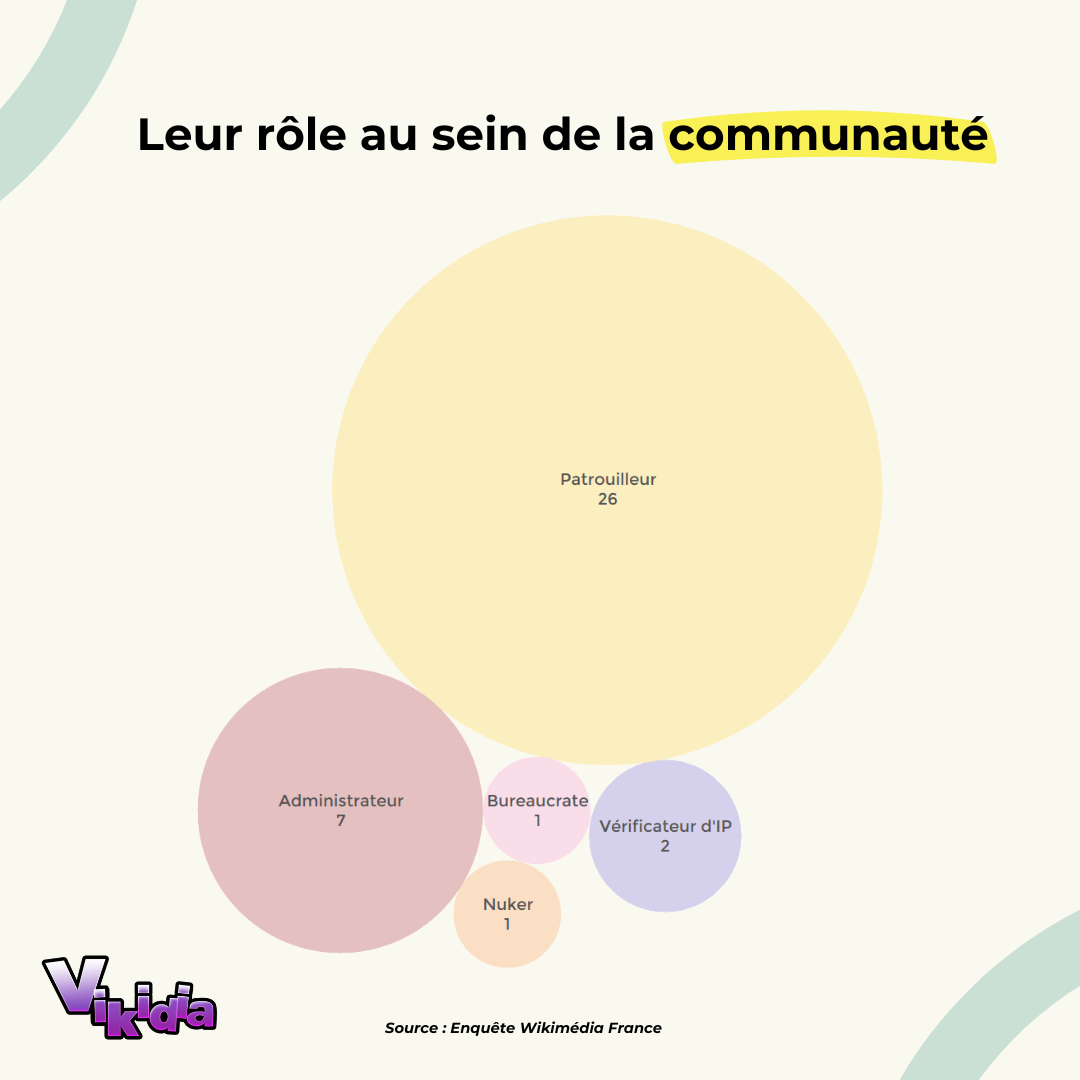 Leur rôle au sein de la communauté
Patrouilleur
26
Administrateur
7
Bureaucrate
1
Vérificateur d'IP
2
Nuker
1
Vikidia
Source : Enquête Wikimédia France